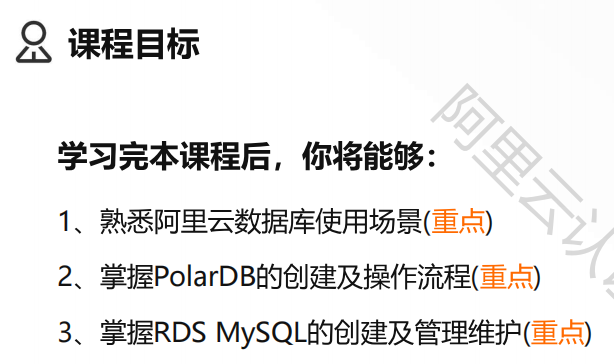 课程目标
学习完本课程后，你将能够：
1、熟悉阿里云数据库使用场景(重点)
2、掌握PolarDB的创建及操作流程(重点)
3、掌握RDS MySQL的创建及管理维护(重点)
阿里云认